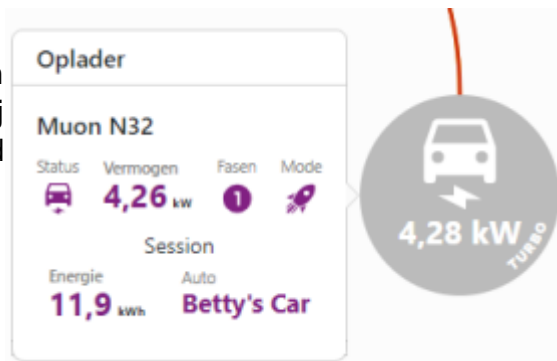 Oplader
Muon N32
Status Vermogen Fasen Mode
4,26 kW 1
Session
Energie Auto
11,9 kWh Betty's Car
4,28 kW
TURBO